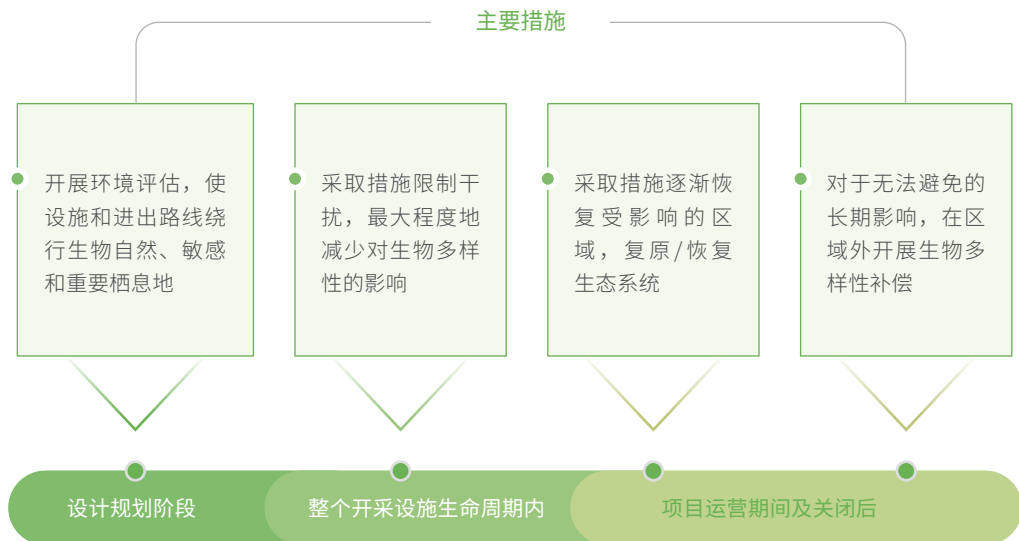 主要措施
开展环境评估，使
设施和进出路线绕
行生物自然、敏感
和重要栖息地
采取措施限制干
扰，最大程度地
减少对生物多样
性的影响
采取措施逐渐恢
复受影响的区
域，复原/恢复
生态系统
对于无法避免的
长期影响，在区
域外开展生物多
样性补偿
设计规划阶段
整个开采设施生命周期内
项目运营期间及关闭后